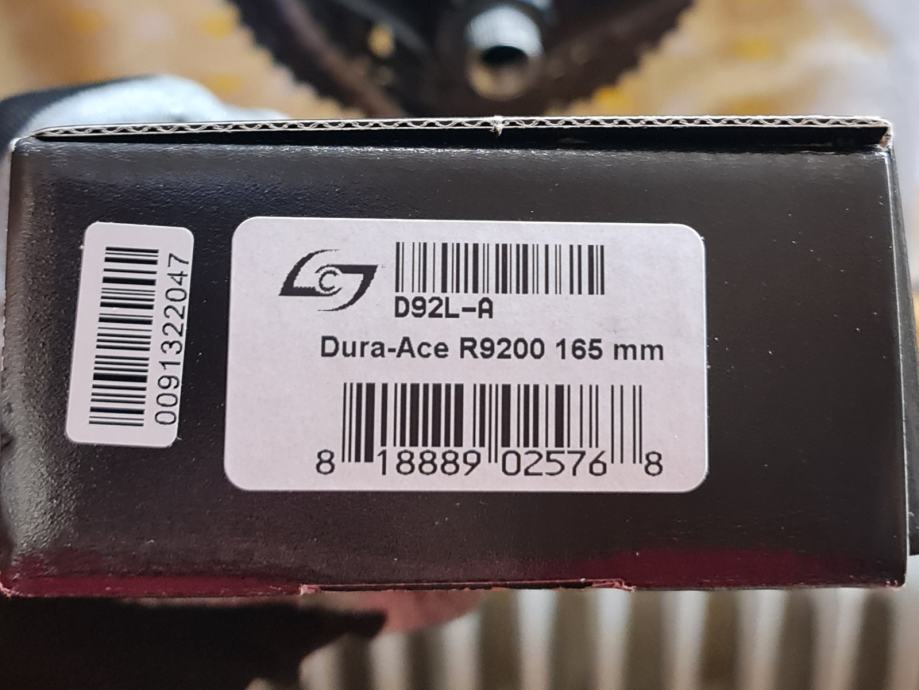 0091322047
C
D92L-A
Dura-Ace R9200 165 mm
8 18889 02576 8